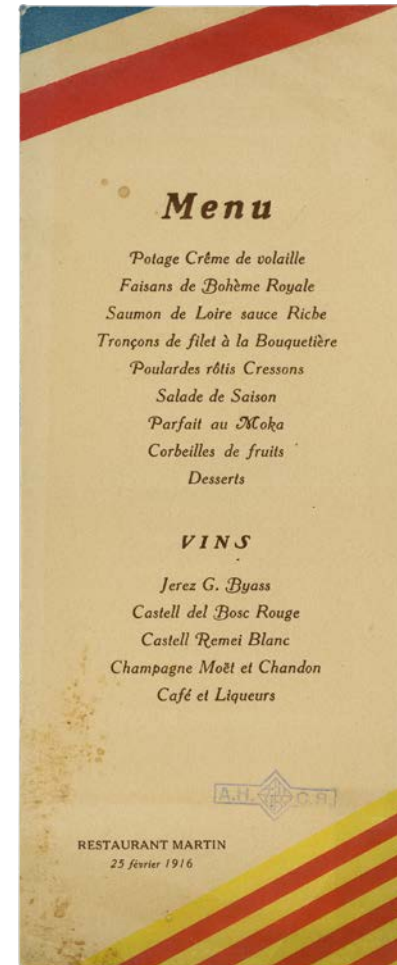 Menu
Potage Crême de volaille
Faisans de Bohème Royale
Saumon de Loire sauce Riche
Tronçons de filet à la Bouquetière
Poulardes rôtis Cressons
Salade de Saison
Parfait au Moka
Corbeilles de fruits
Desserts
VINS
Jerez G. Byass
Castell del Bosc Rouge
Castell Remei Blanc
Champagne Moët et Chandon
Café et Liqueurs
A.H. C.B.
RESTAURANT MARTIN
25 février 1916